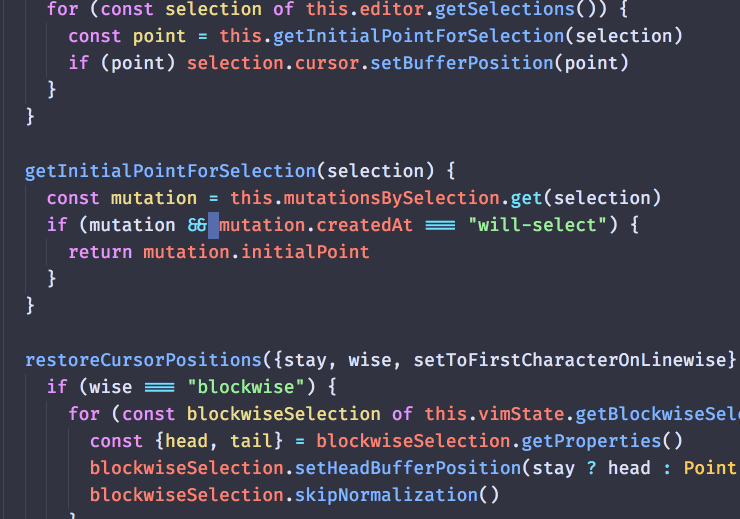 for (const selection of this.editor.getSelections()) {
const point = this.getInitialPointForSelection(selection)
if (point) selection.cursor.setBufferPosition(point)
}
}
getInitialPointForSelection(selection) {
const mutation = this.mutationsBySelection.get(selection)
if (mutation && mutation.createdAt === "will-select") {
return mutation.initialPoint
}
}
restoreCursorPositions({stay, wise, setToFirstCharacterOnLinewise}
if (wise === "blockwise") {
for (const blockwiseSelection of this.vimState.getBlockwiseSel
const {head, tail} = blockwiseSelection.getProperties()
blockwiseSelection.setHeadBufferPosition(stay ? head : Point
blockwiseSelection.skipNormalization()
}